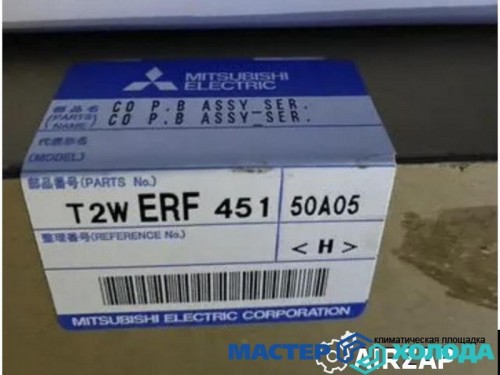 MITSUBISHI
ELECTRIC
部品名 CO P.B ASSY_SER.
(PARTS NAME) CO P.B ASSY_SER.
代表形名
(MODEL)
部品番号(PARTS No.)
T2W ERF 451 50A05
整理番号(REFERENCE No.)
<H>
MITSUBISHI ELECTRIC CORPORATION
климатическая площадка
МАСТЕР ХОЛОДА
AIRZAP